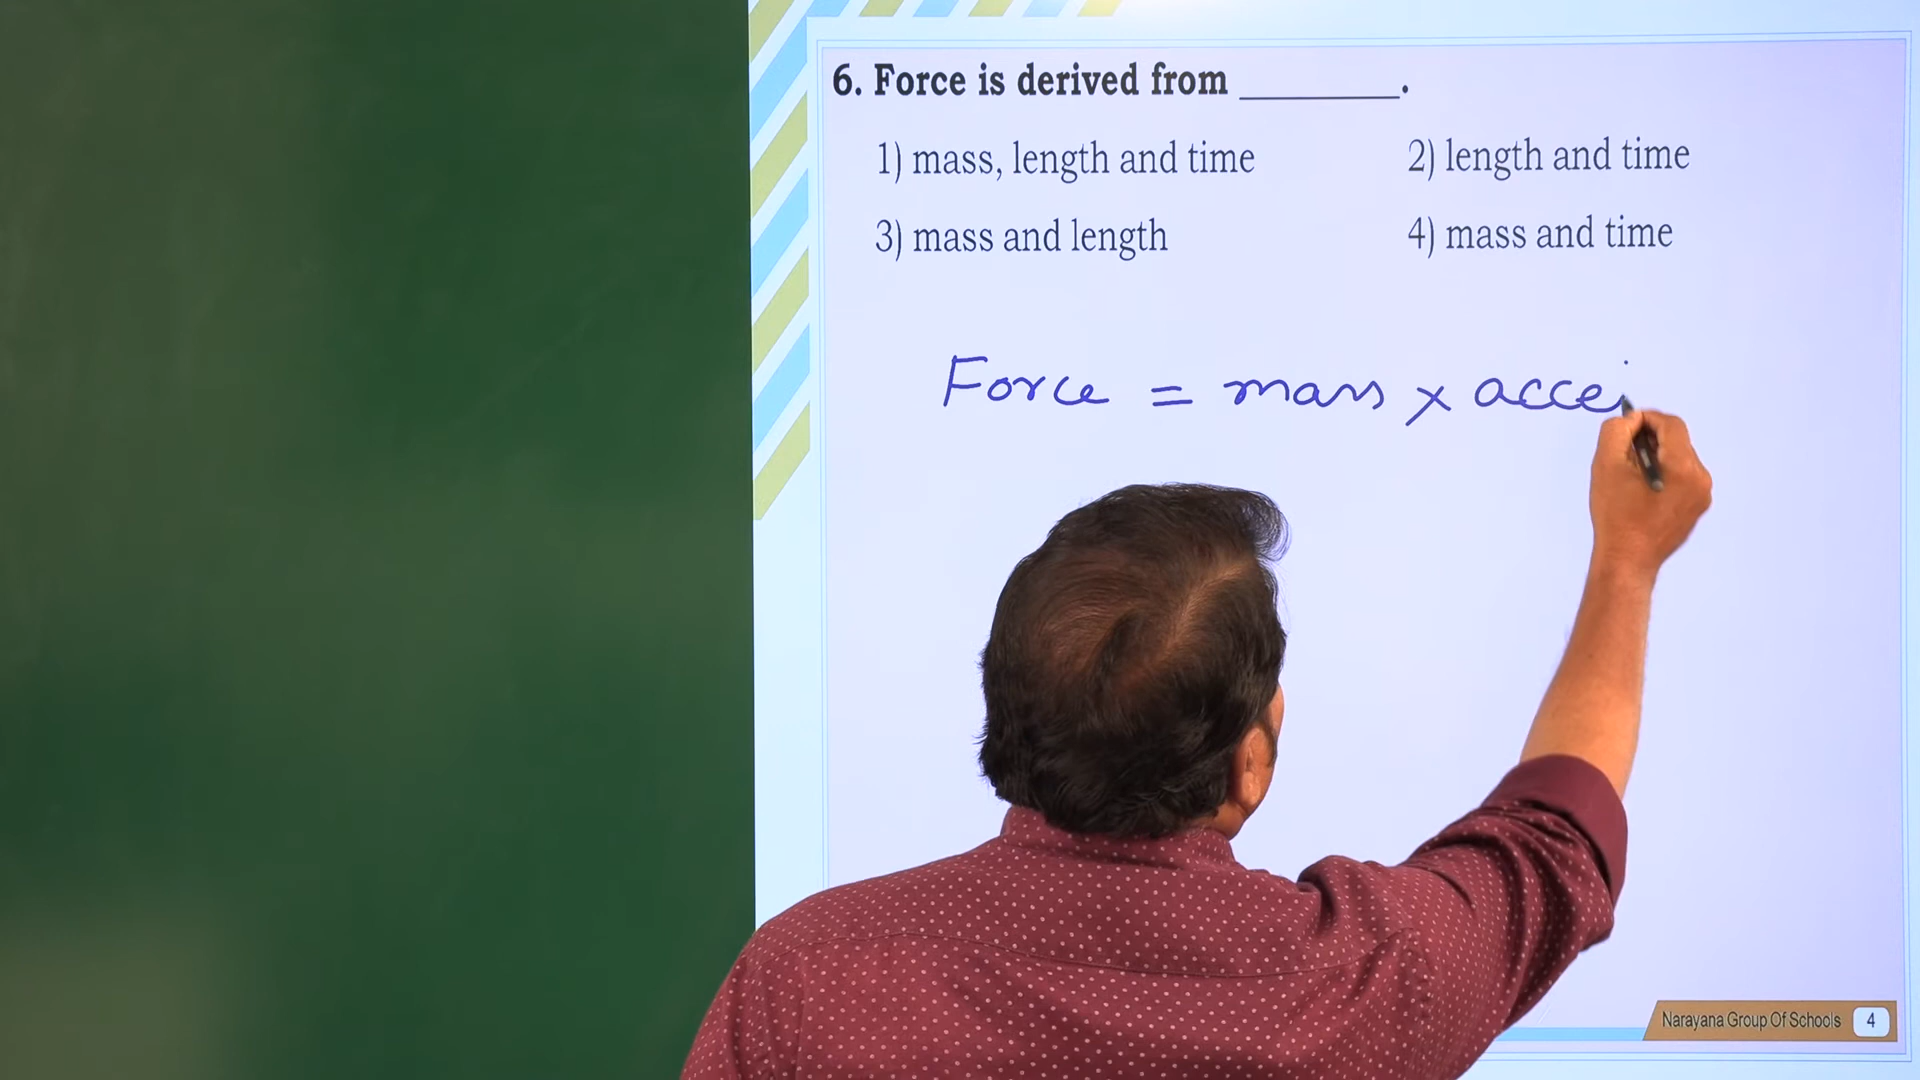 6. Force is derived from ________.
1) mass, length and time 2) length and time
3) mass and length 4) mass and time
Force = mass ×
Narayana Group Of Schools 4